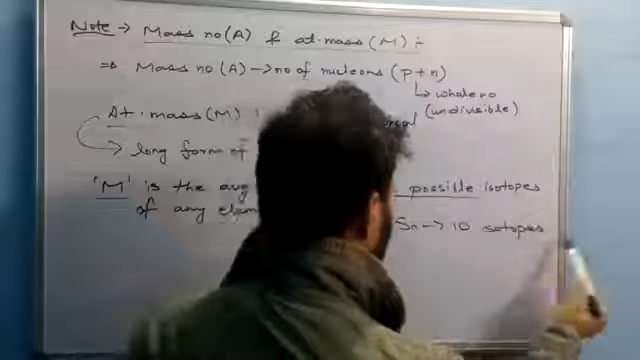 Note → Mass no(A) & at. mass(M) :-
⇒ Mass no(A) → no of nucleons (p + n)
↳ whole no
(undivisible)
At. mass(M)
↳ long form of
'M' is the avg possible isotopes
of any elem Sn → 10 isotopes